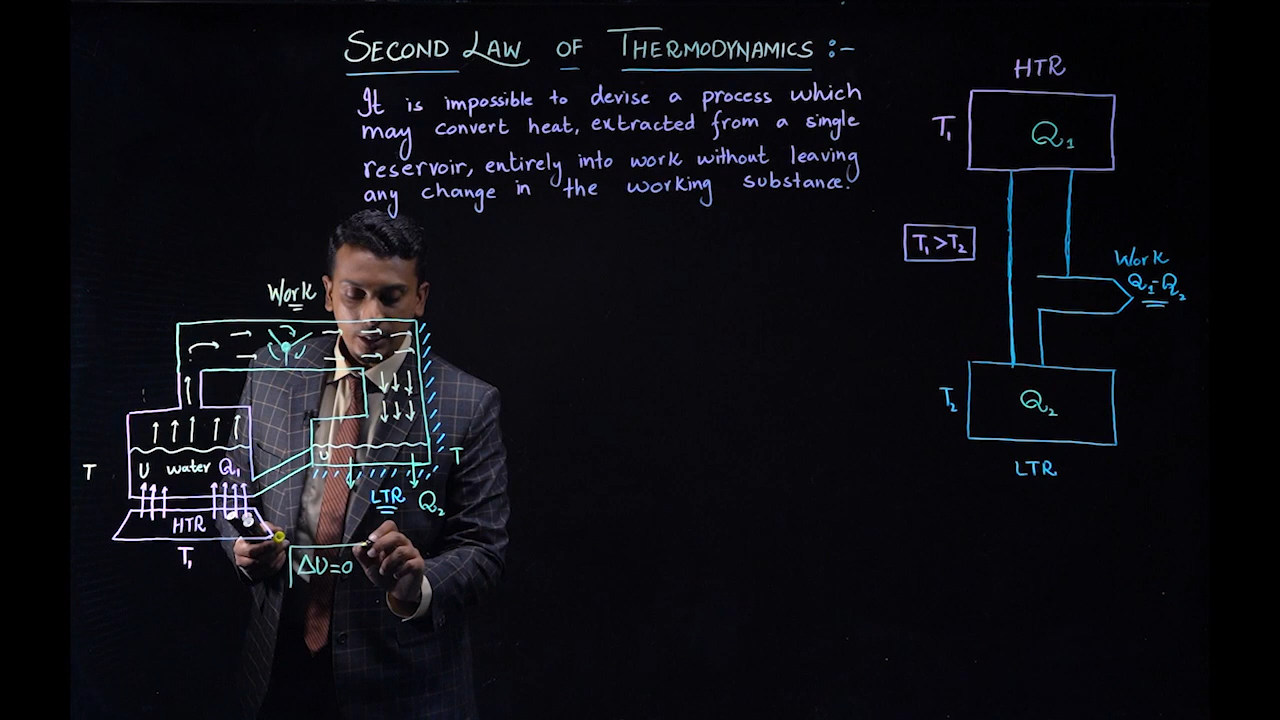 SECOND LAW OF THERMODYNAMICS :-
It is impossible to devise a process which
may convert heat, extracted from a single
reservoir, entirely into work without leaving
any change in the working substance.
HTR
T₁
Q₁
T₁>T₂
Work
Q₁-Q₂
T₂
Q₂
LTR
Work
U water Q₁
T
HTR
T₁
U
T
LTR
Q₂
ΔU=0